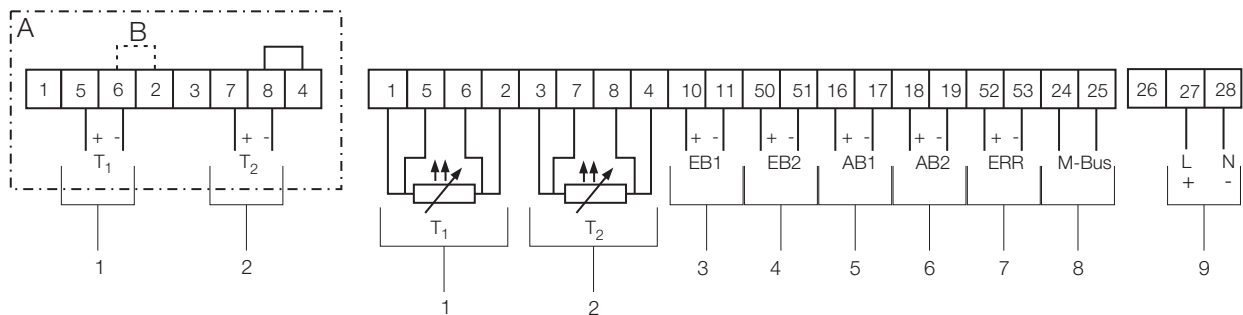 A
B
1 5 6 2 3 7 8 4
+ - + -
T1 T2
1 2
1 5 6 2 3 7 8 4 10 11 50 51 16 17 18 19 52 53 24 25
+ - + - + - + - + -
EB1 EB2 AB1 AB2 ERR M-Bus
T1 T2
3 4 5 6 7 8
1 2
26 27 28
L N
+ -
9